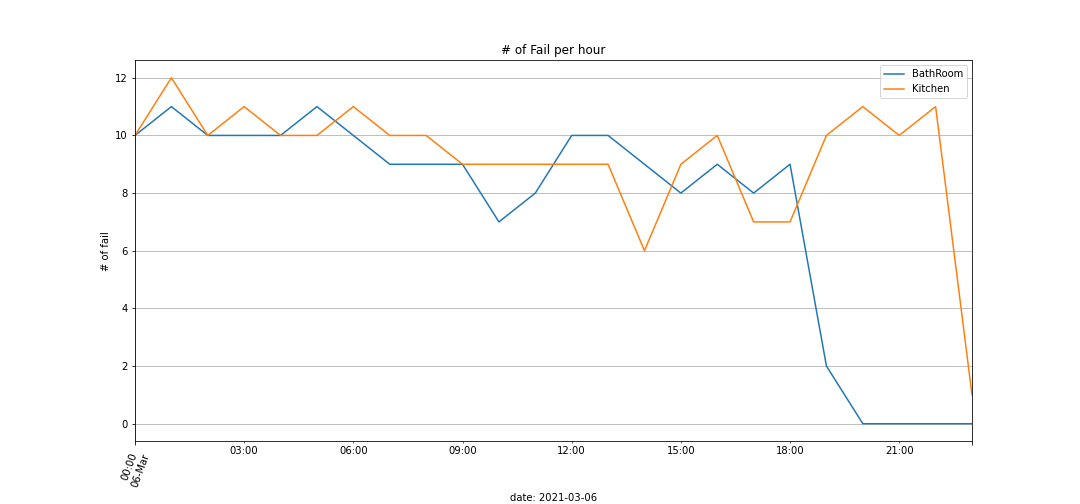 # of Fail per hour
BathRoom
Kitchen
12
10
8
6
4
2
0
# of fail
00:00
06-Mar
03:00
06:00
09:00
12:00
15:00
18:00
21:00
date: 2021-03-06